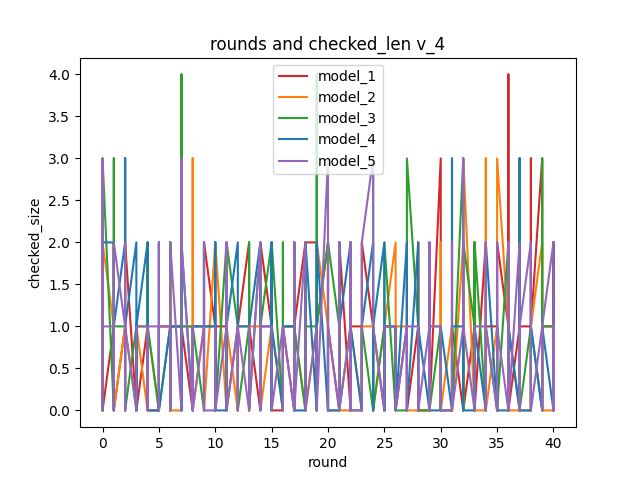 rounds and checked_len v_4
checked_size
4.0
3.5
3.0
2.5
2.0
1.5
1.0
0.5
0.0
model_1
model_2
model_3
model_4
model_5
0 5 10 15 20 25 30 35 40
round